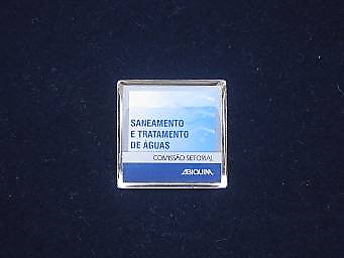 SANEAMENTO
E TRATAMENTO
DE ÁGUAS
COMISSÃO SETORIAL
ABIQUIM